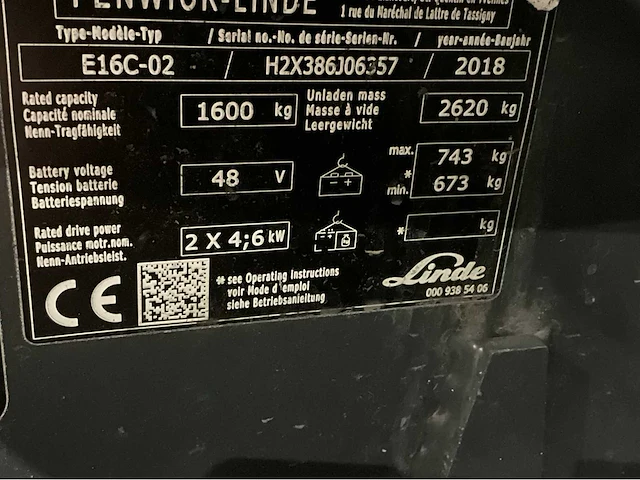 FENWICK-LINDE
1 rue du Maréchal de Lattre de Tassigny
Type-Modèle-Typ / Serial no.-No. de série-Serien-Nr. / year-année-Baujahr
E16C-02 / H2X386J06357 / 2018
Rated capacity
Capacité nominale
Nenn-Tragfähigkeit
1600 kg
Unladen mass
Masse à vide
Leergewicht
2620 kg
Battery voltage
Tension batterie
Batteriespannung
48 V
max. 743 kg
*
min. 673 kg
Rated drive power
Puissance motr.nom.
Nenn-Antriebsleist.
2 X 4;6 kW
* kg
CE
* see Operating Instructions
voir Mode d'emploi
siehe Betriebsanleitung
Linde
000 938 54 06